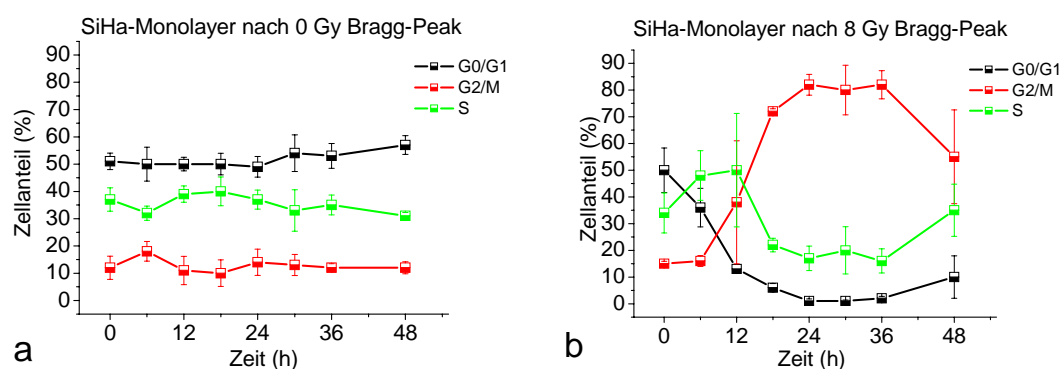 SiHa-Monolayer nach 0 Gy Bragg-Peak
90
80
70
60
50
40
30
20
10
0
Zellanteil (%)
G0/G1
G2/M
S
0 12 24 36 48
Zeit (h)
a
SiHa-Monolayer nach 8 Gy Bragg-Peak
90
80
70
60
50
40
30
20
10
0
Zellanteil (%)
G0/G1
G2/M
S
0 12 24 36 48
Zeit (h)
b